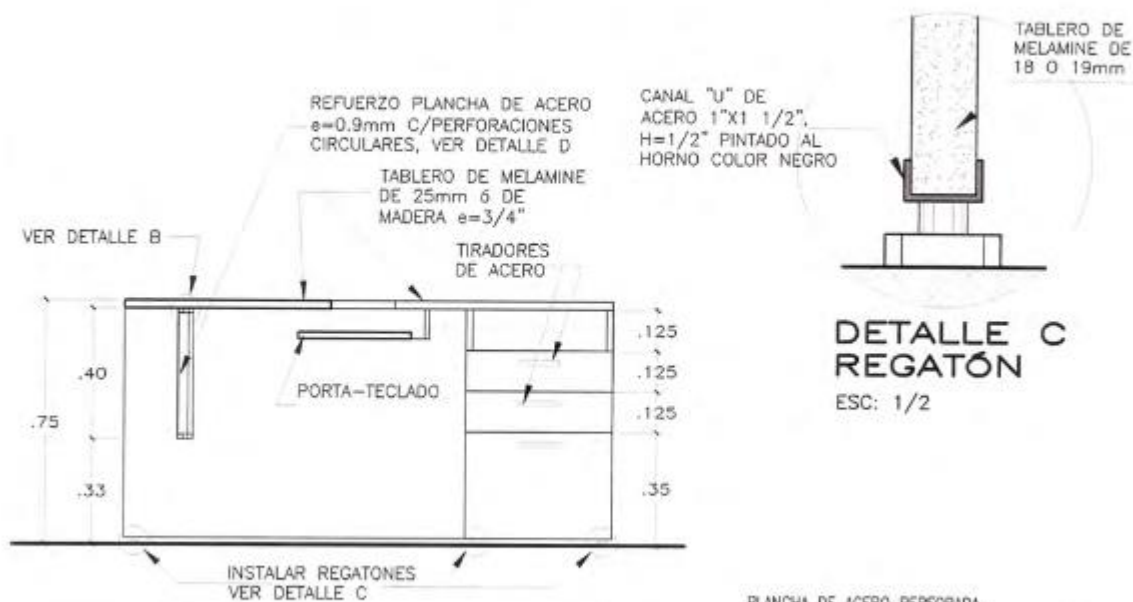 REFUERZO PLANCHA DE ACERO
e=0.9mm C/PERFORACIONES
CIRCULARES, VER DETALLE D
TABLERO DE MELAMINE
DE 25mm ó DE
MADERA e=3/4"
VER DETALLE B
TIRADORES
DE ACERO
CANAL "U" DE
ACERO 1"X1 1/2",
H=1/2" PINTADO AL
HORNO COLOR NEGRO
TABLERO DE
MELAMINE DE
18 O 19mm
.75
.40
.33
PORTA-TECLADO
.125
.125
.125
.35
INSTALAR REGATONES
VER DETALLE C
DETALLE C
REGATÓN
ESC: 1/2
PLANCHA DE ACERO PERFORADA